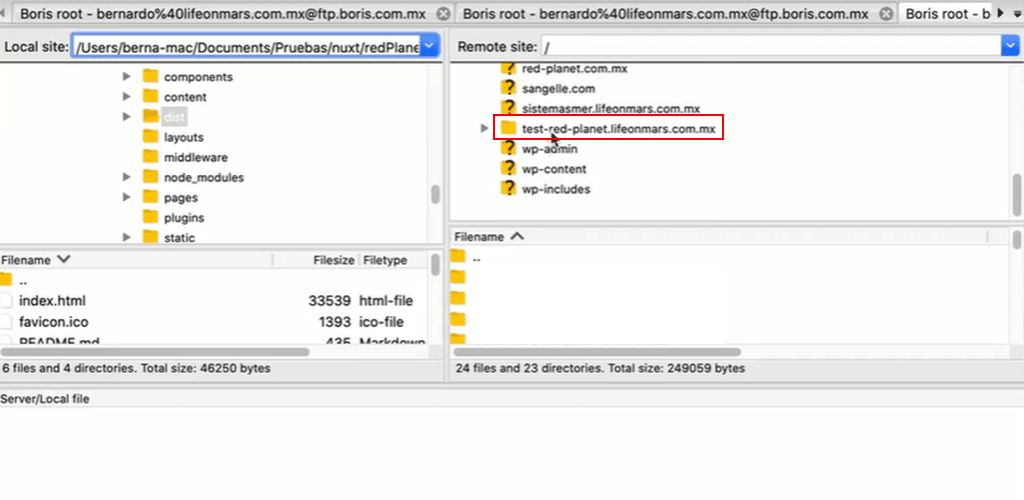 Boris root - bernardo%40lifeonmars.com.mx@ftp.boris.com.mx
Boris root - bernardo%40lifeonmars.com.mx@ftp.boris.com.mx
Boris root - b
Local site: /Users/berna-mac/Documents/Pruebas/nuxt/redPlane
Remote site: /
components
content
dist
layouts
middleware
node_modules
pages
plugins
static
red-planet.com.mx
sangelle.com
sistemasmer.lifeonmars.com.mx
test-red-planet.lifeonmars.com.mx
wp-admin
wp-content
wp-includes
Filename Filesize Filetype
..
index.html 33539 html-file
favicon.ico 1393 ico-file
README.md 435 Markdown
6 files and 4 directories. Total size: 46250 bytes
Filename
..
24 files and 23 directories. Total size: 249059 bytes
Server/Local file